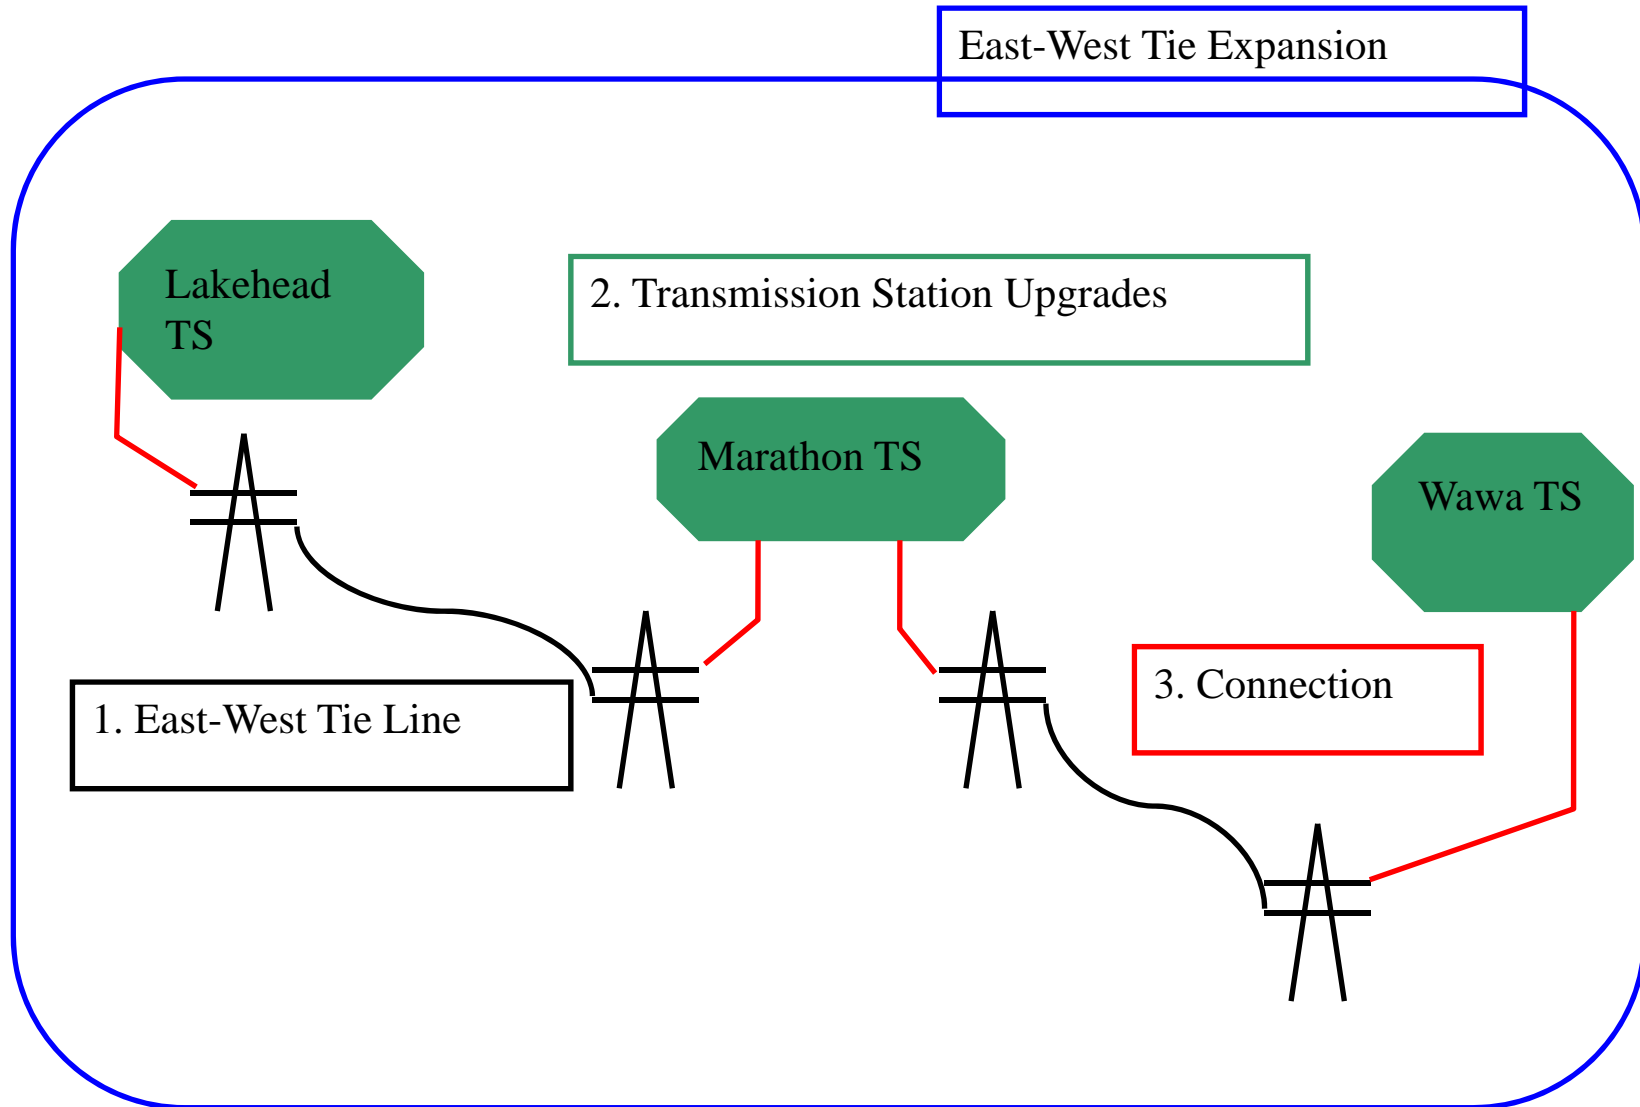 East-West Tie Expansion
Lakehead
TS
2. Transmission Station Upgrades
Marathon TS
Wawa TS
3. Connection
1. East-West Tie Line